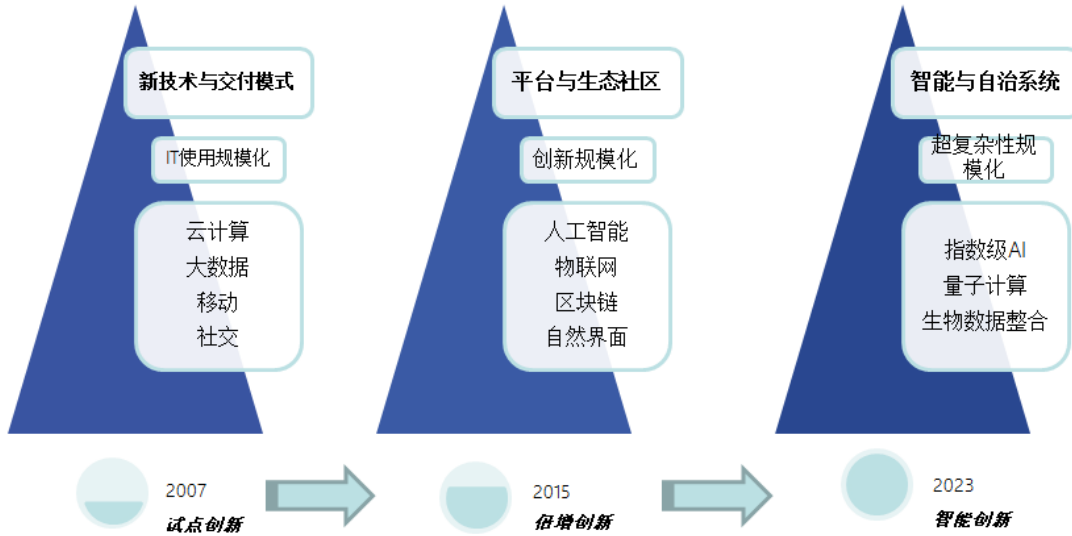 新技术与交付模式
IT使用规模化
云计算
大数据
移动
社交
2007
试点创新
平台与生态社区
创新规模化
人工智能
物联网
区块链
自然界面
2015
倍增创新
智能与自治系统
超复杂性规
模化
指数级AI
量子计算
生物数据整合
2023
智能创新